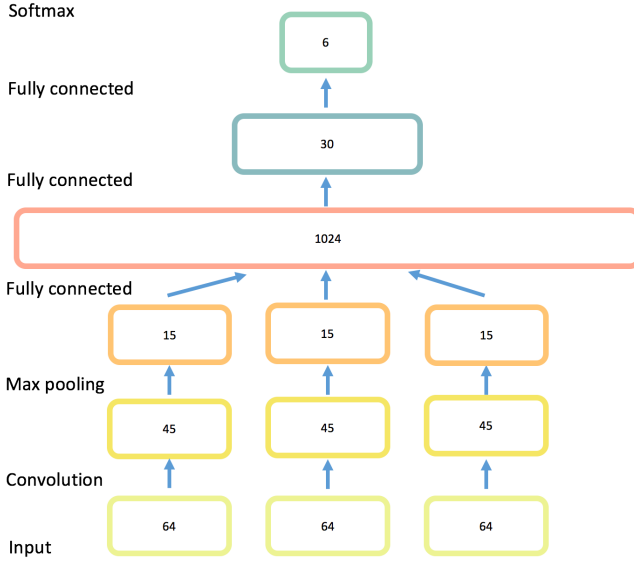 Softmax
6
Fully connected
30
Fully connected
1024
Fully connected
15 15 15
Max pooling
45 45 45
Convolution
64 64 64
Input